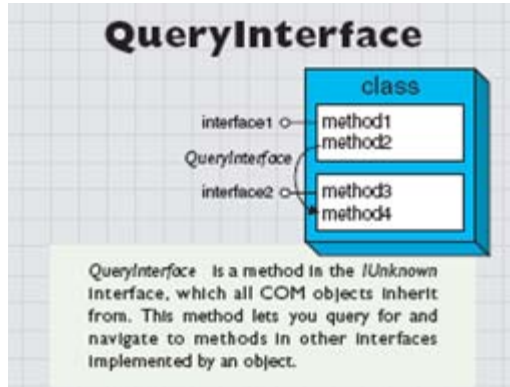 QueryInterface
class
interface1
method1
method2
QueryInterface
interface2
method3
method4
QueryInterface is a method in the IUnknown
interface, which all COM objects inherit
from. This method lets you query for and
navigate to methods in other interfaces
implemented by an object.